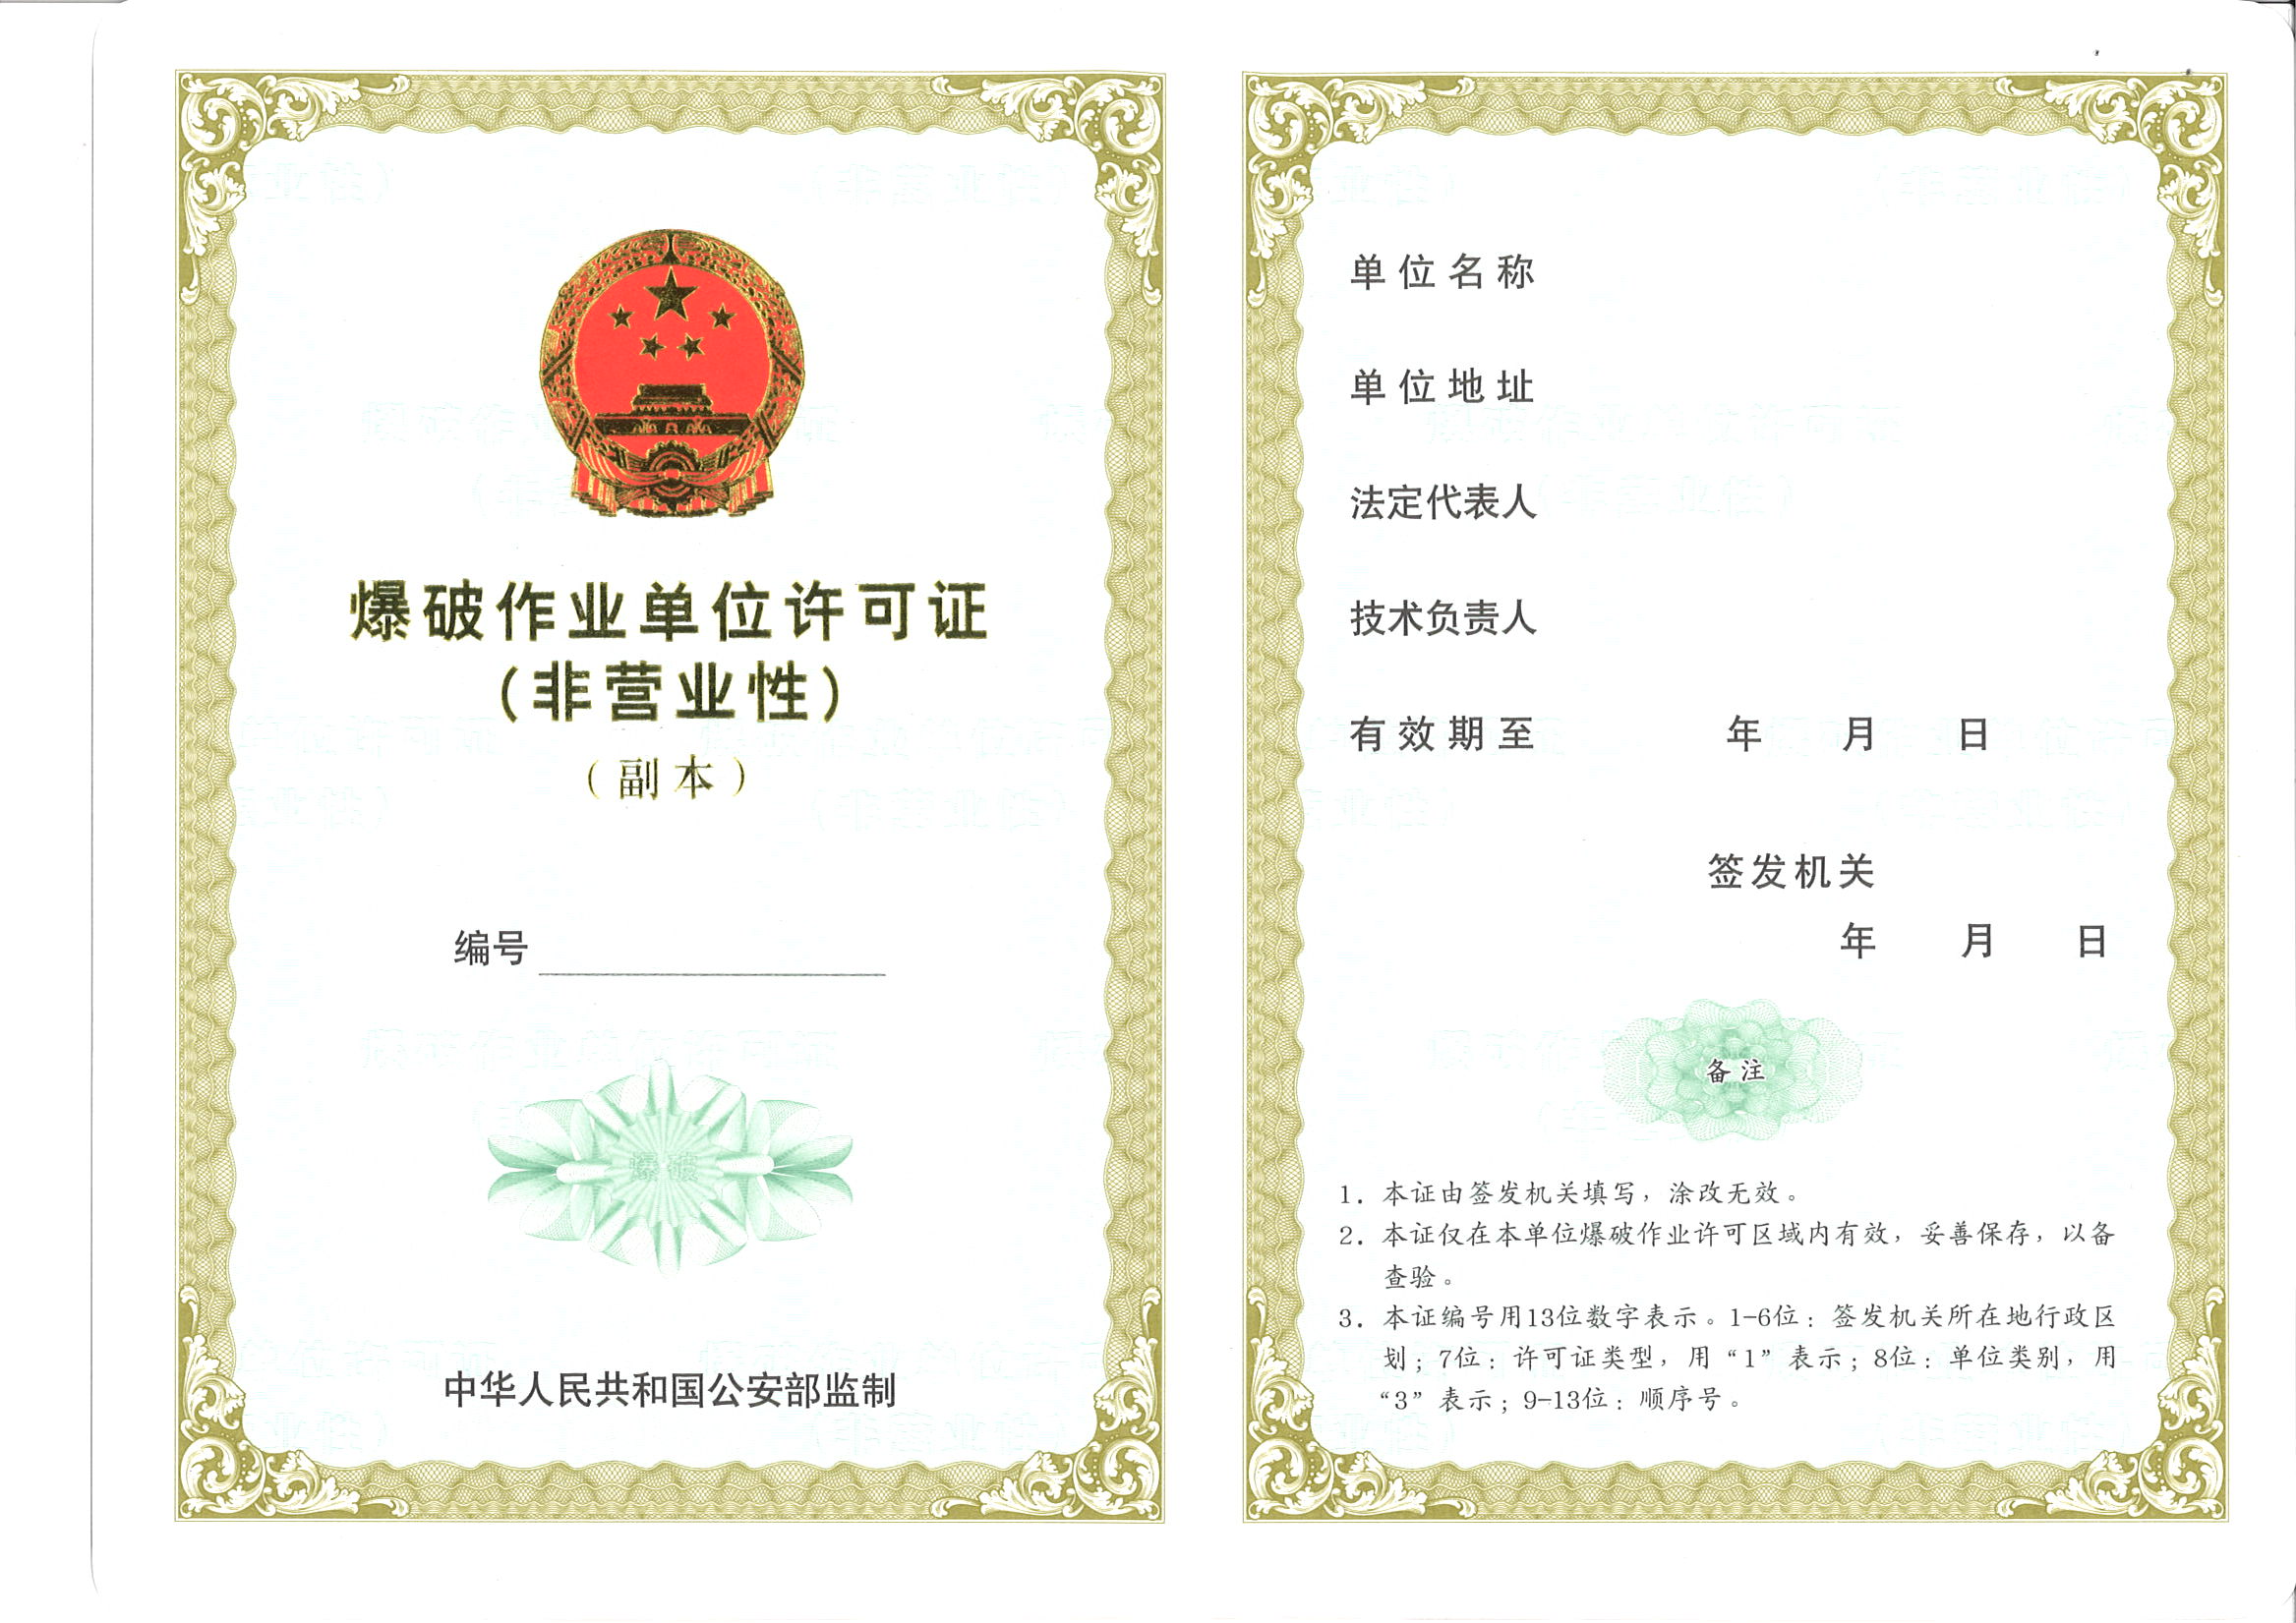 爆破作业单位许可证
（非营业性）
（副本）
编号
爆破
中华人民共和国公安部监制
单位名称
单位地址
法定代表人
技术负责人
有效期至 年 月 日
签发机关
年 月 日
备注
1. 本证由签发机关填写，涂改无效。
2. 本证仅在本单位爆破作业许可区域内有效，妥善保存，以备
查验。
3. 本证编号用13位数字表示。1-6位：签发机关所在地行政区
划；7位：许可证类型，用“1”表示；8位：单位类别，用
“3”表示；9-13位：顺序号。